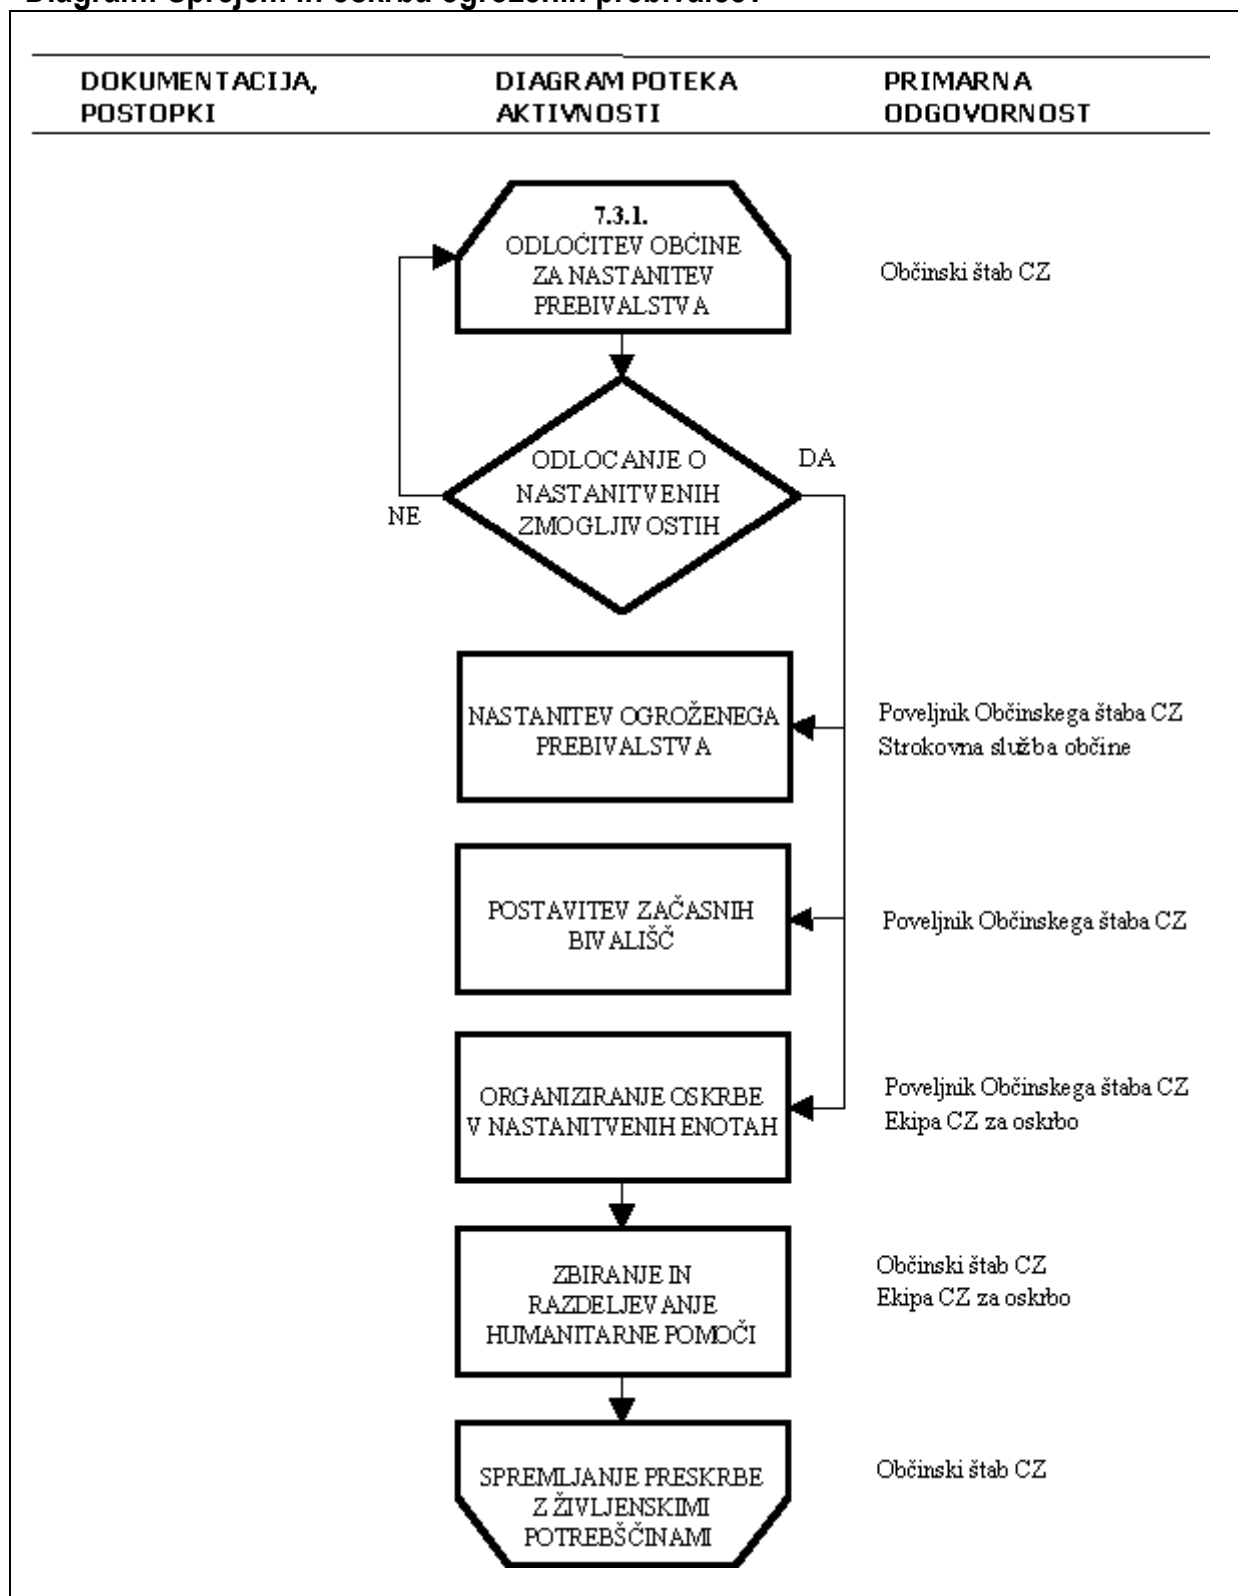 Diagram: Sprejem in oskrba ogroženih prebivalcev
DOKUMENTACIJA,
POSTOPKI
DIAGRAM POTEKA
AKTIVNOSTI
PRIMARNA
ODGOVORNOST
7.3.1.
ODLOČITEV OBČINE
ZA NASTANITEV
PREBIVALSTVA
Občinski štab CZ
ODLOCANJE O
NASTANITVENIH
ZMOGLJIVOSTIH
DA
NE
NASTANITEV OGROŽENEGA
PREBIVALSTVA
Poveljnik Občinskega štaba CZ
Strokovna služba občine
POSTAVITEV ZAČASNIH
BIVALIŠČ
Poveljnik Občinskega štaba CZ
ORGANIZIRANJE OSKRBE
V NASTANITVENIH ENOTAH
Poveljnik Občinskega štaba CZ
Ekipa CZ za oskrbo
ZBIRANJE IN
RAZDELJEVANJE
HUMANITARNE POMOČI
Občinski štab CZ
Ekipa CZ za oskrbo
SPREMLJANJE PRESKRBE
Z ŽIVLJENSKIMI
POTREBŠČINAMI
Občinski štab CZ